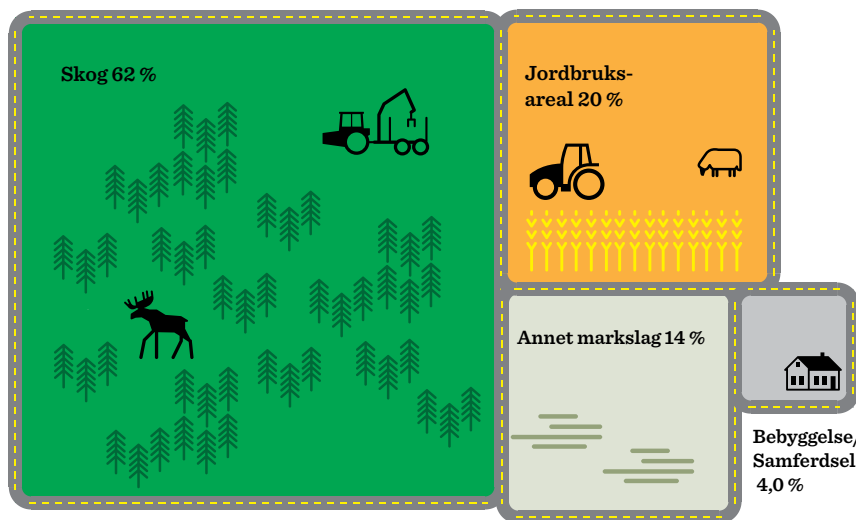 Skog 62 %
Jordbruks-
areal 20 %
Annet markslag 14 %
Bebyggelse/
Samferdsel
4,0 %